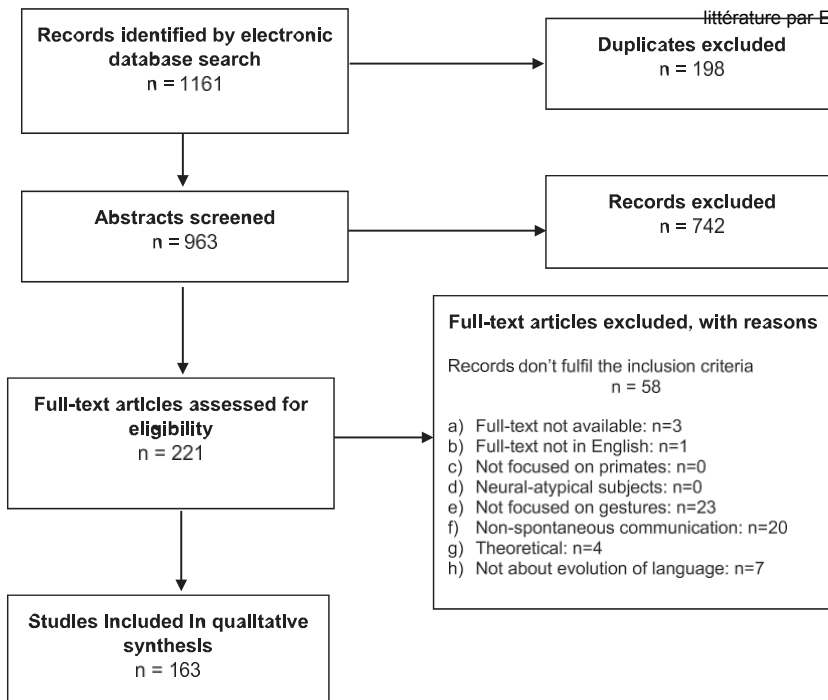 littérature par E
Records identified by electronic
database search
n = 1161
Duplicates excluded
n = 198
Abstracts screened
n = 963
Records excluded
n = 742
Full-text articles assessed for
eligibility
n = 221
Full-text articles excluded, with reasons
Records don't fulfil the inclusion criteria
n = 58
a) Full-text not available: n=3
b) Full-text not in English: n=1
c) Not focused on primates: n=0
d) Neural-atypical subjects: n=0
e) Not focused on gestures: n=23
f) Non-spontaneous communication: n=20
g) Theoretical: n=4
h) Not about evolution of language: n=7
Studies Included In qualitative
synthesis
n = 163